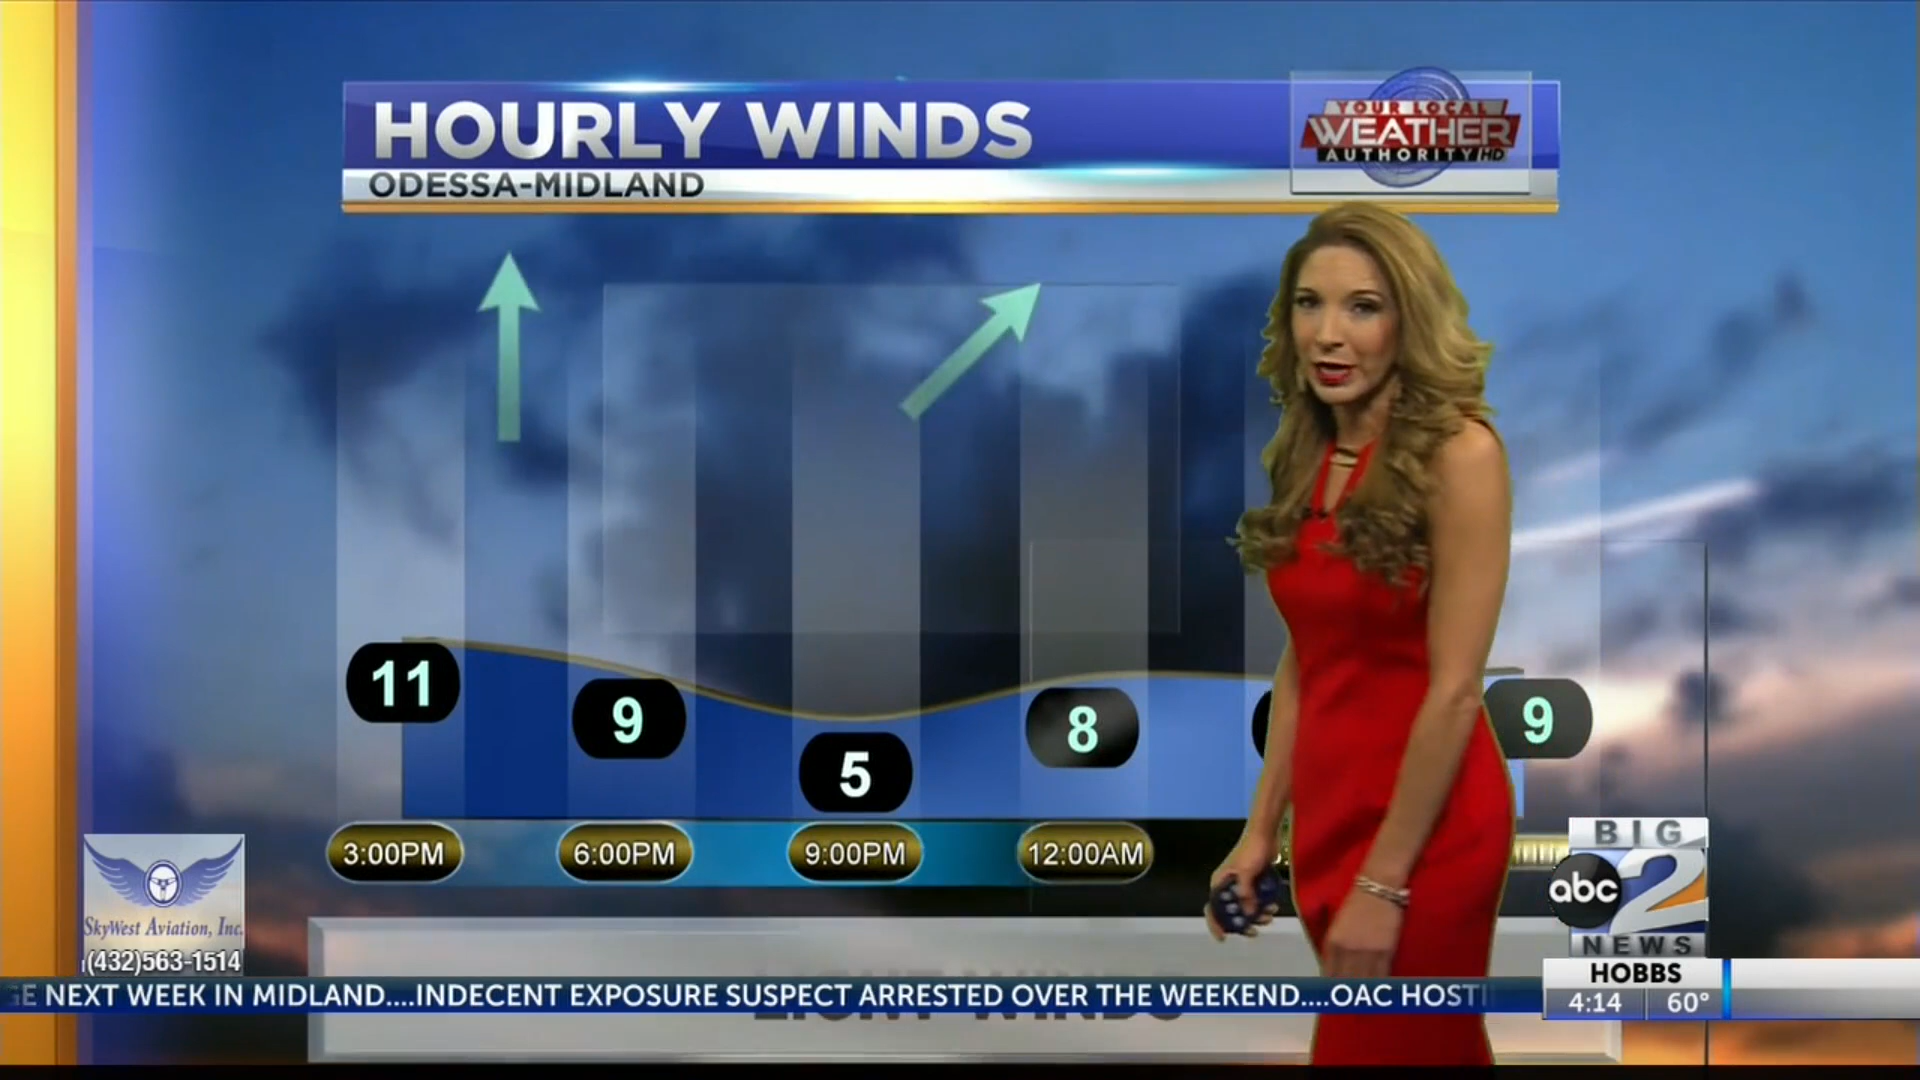 HOURLY WINDS
ODESSA-MIDLAND
YOUR LOCAL
WEATHER
AUTHORITY HD
11
9
5
8
9
3:00PM
6:00PM
9:00PM
12:00AM
SkyWest Aviation, Inc.
(432)563-1514
BIG
abc 2
NEWS
HOBBS
4:14 60°
E NEXT WEEK IN MIDLAND....INDECENT EXPOSURE SUSPECT ARRESTED OVER THE WEEKEND....OAC HOSTI